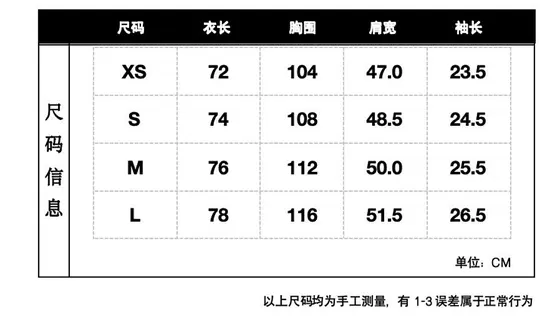 尺码 衣长 胸围 肩宽 袖长
XS 72 104 47.0 23.5
S 74 108 48.5 24.5
M 76 112 50.0 25.5
L 78 116 51.5 26.5
尺码信息
单位：CM
以上尺码均为手工测量，有 1-3 误差属于正常行为